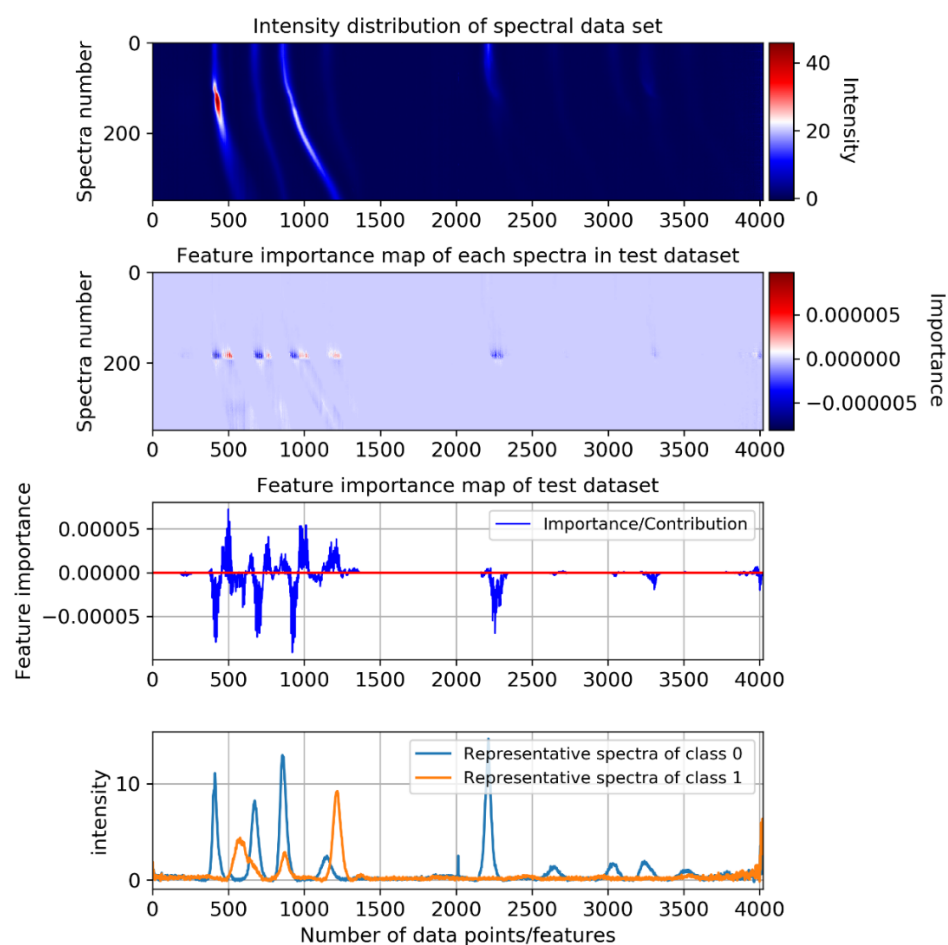 Intensity distribution of spectral data set
Spectra number
0
200
0 500 1000 1500 2000 2500 3000 3500 4000
40
20
0
Intensity
Feature importance map of each spectra in test dataset
Spectra number
0
200
0 500 1000 1500 2000 2500 3000 3500 4000
0.000005
0.000000
−0.000005
Importance
Feature importance map of test dataset
Feature importance
0.00005
0.00000
−0.00005
Importance/Contribution
0 500 1000 1500 2000 2500 3000 3500 4000
intensity
10
0
Representative spectra of class 0
Representative spectra of class 1
0 500 1000 1500 2000 2500 3000 3500 4000
Number of data points/features